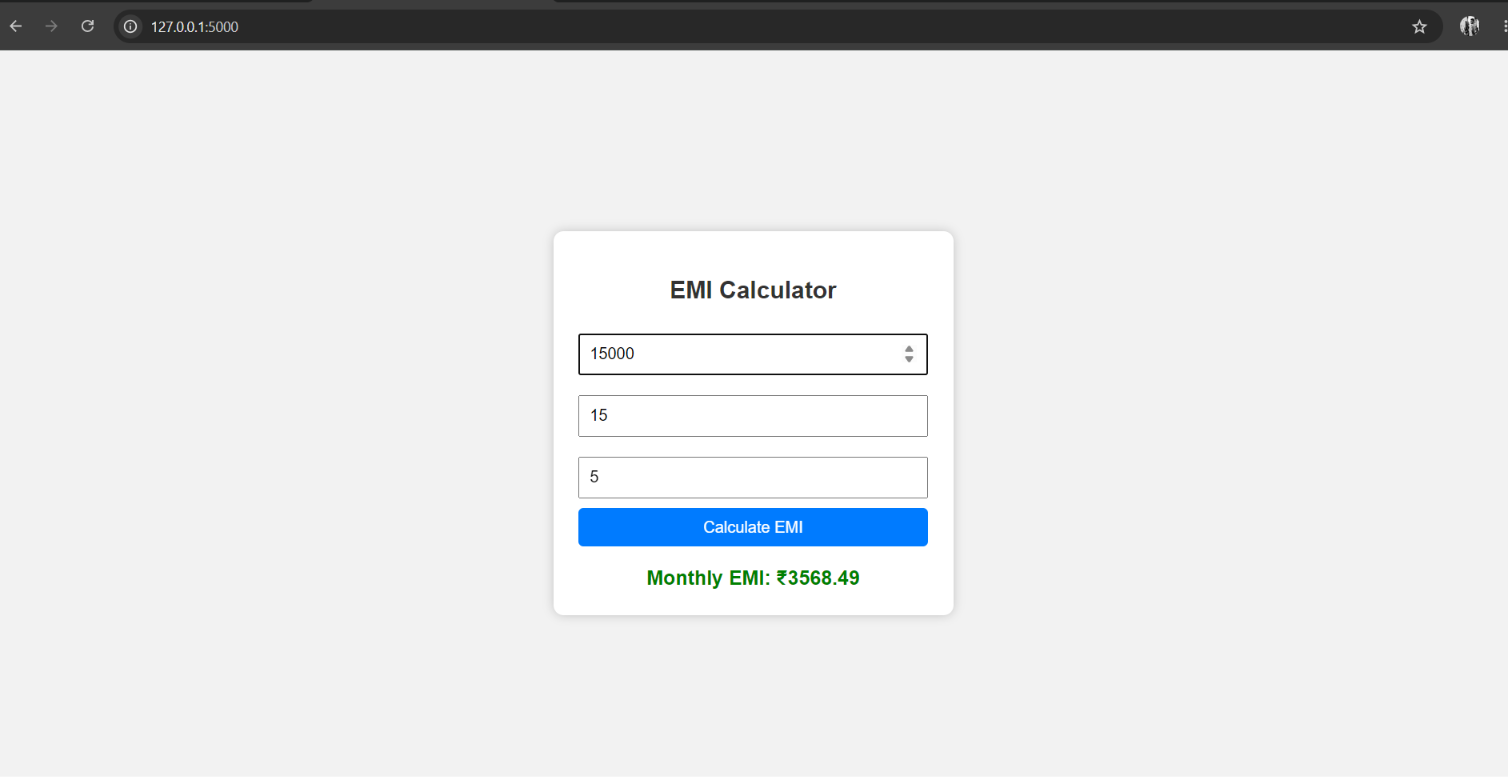 127.0.0.1:5000
EMI Calculator
15000
15
5
Calculate EMI
Monthly EMI: ₹3568.49